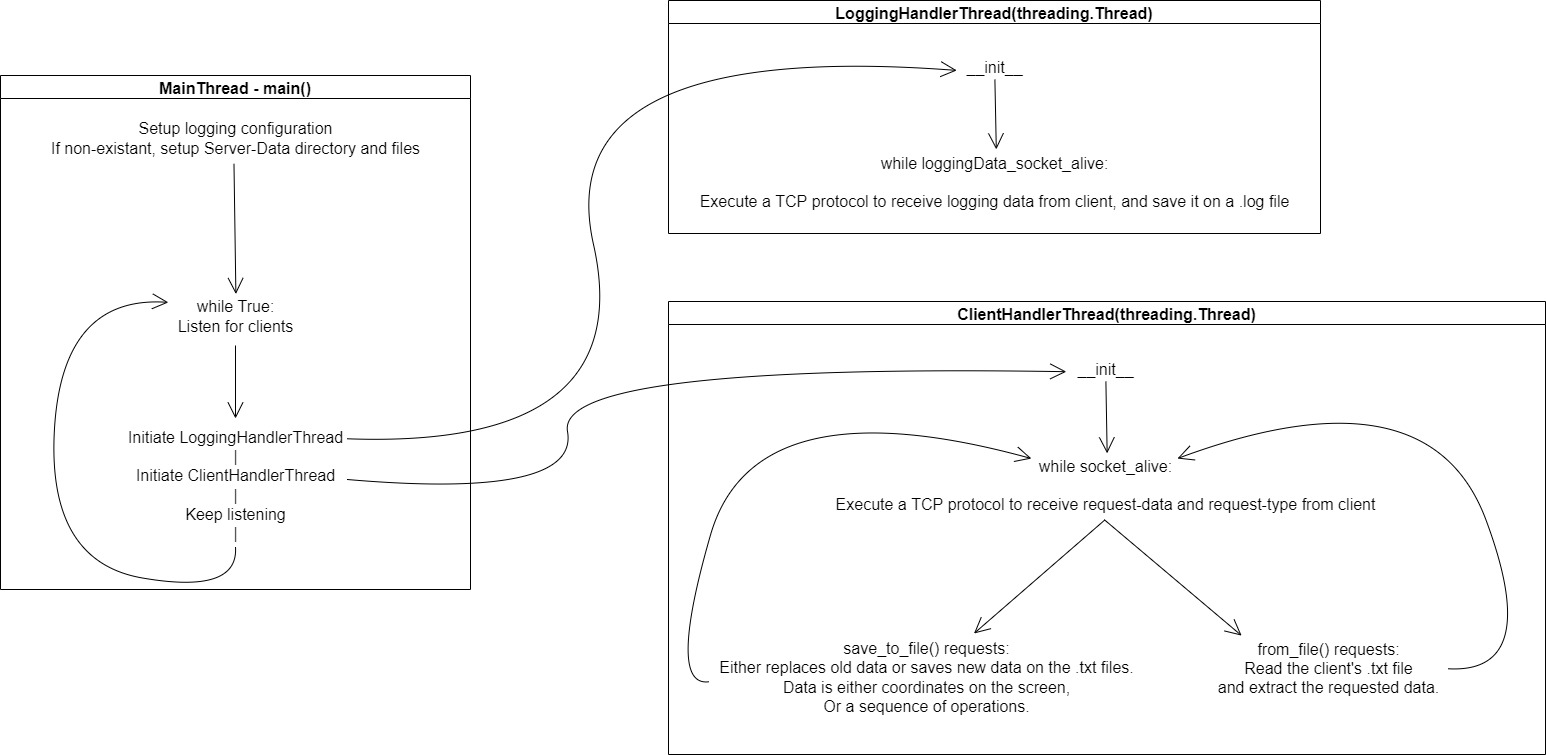 MainThread - main()
Setup logging configuration
If non-existant, setup Server-Data directory and files
while True:
Listen for clients
Initiate LoggingHandlerThread
Initiate ClientHandlerThread
Keep listening
LoggingHandlerThread(threading.Thread)
__init__
while loggingData_socket_alive:
Execute a TCP protocol to receive logging data from client, and save it on a .log file
ClientHandlerThread(threading.Thread)
__init__
while socket_alive:
Execute a TCP protocol to receive request-data and request-type from client
save_to_file() requests:
Either replaces old data or saves new data on the .txt files.
Data is either coordinates on the screen,
Or a sequence of operations.
from_file() requests:
Read the client's .txt file
and extract the requested data.